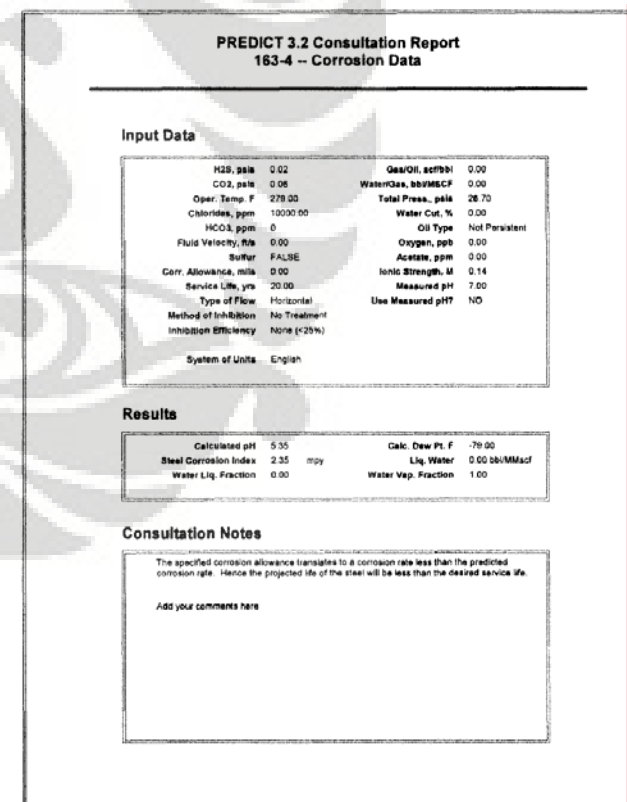 PREDICT 3.2 Consultation Report
163-4 -- Corrosion Data
Input Data
H2S, psia 0.02 Gas/Oil, scf/bbl 0.00
CO2, psia 0.06 Water/Gas, bbl/MSCF 0.00
Oper. Temp. F 279.00 Total Press., psia 26.70
Chlorides, ppm 10000.00 Water Cut, % 0.00
HCO3, ppm 0 Oil Type Not Persistent
Fluid Velocity, ft/s 0.00 Oxygen, ppb 0.00
Sulfur FALSE Acetate, ppm 0.00
Corr. Allowance, mils 0.00 Ionic Strength, M 0.14
Service Life, yrs 20.00 Measured pH 7.00
Type of Flow Horizontal Use Measured pH? NO
Method of Inhibition No Treatment
Inhibition Efficiency None (<25%)
System of Units English
Results
Calculated pH 5.35 Calc. Dew Pt. F -79.00
Steel Corrosion Index 2.35 mpy Liq. Water 0.00 bbl/MMscf
Water Liq. Fraction 0.00 Water Vap. Fraction 1.00
Consultation Notes
The specified corrosion allowance translates to a corrosion rate less than the predicted
corrosion rate. Hence the projected life of the steel will be less than the desired service life.
Add your comments here